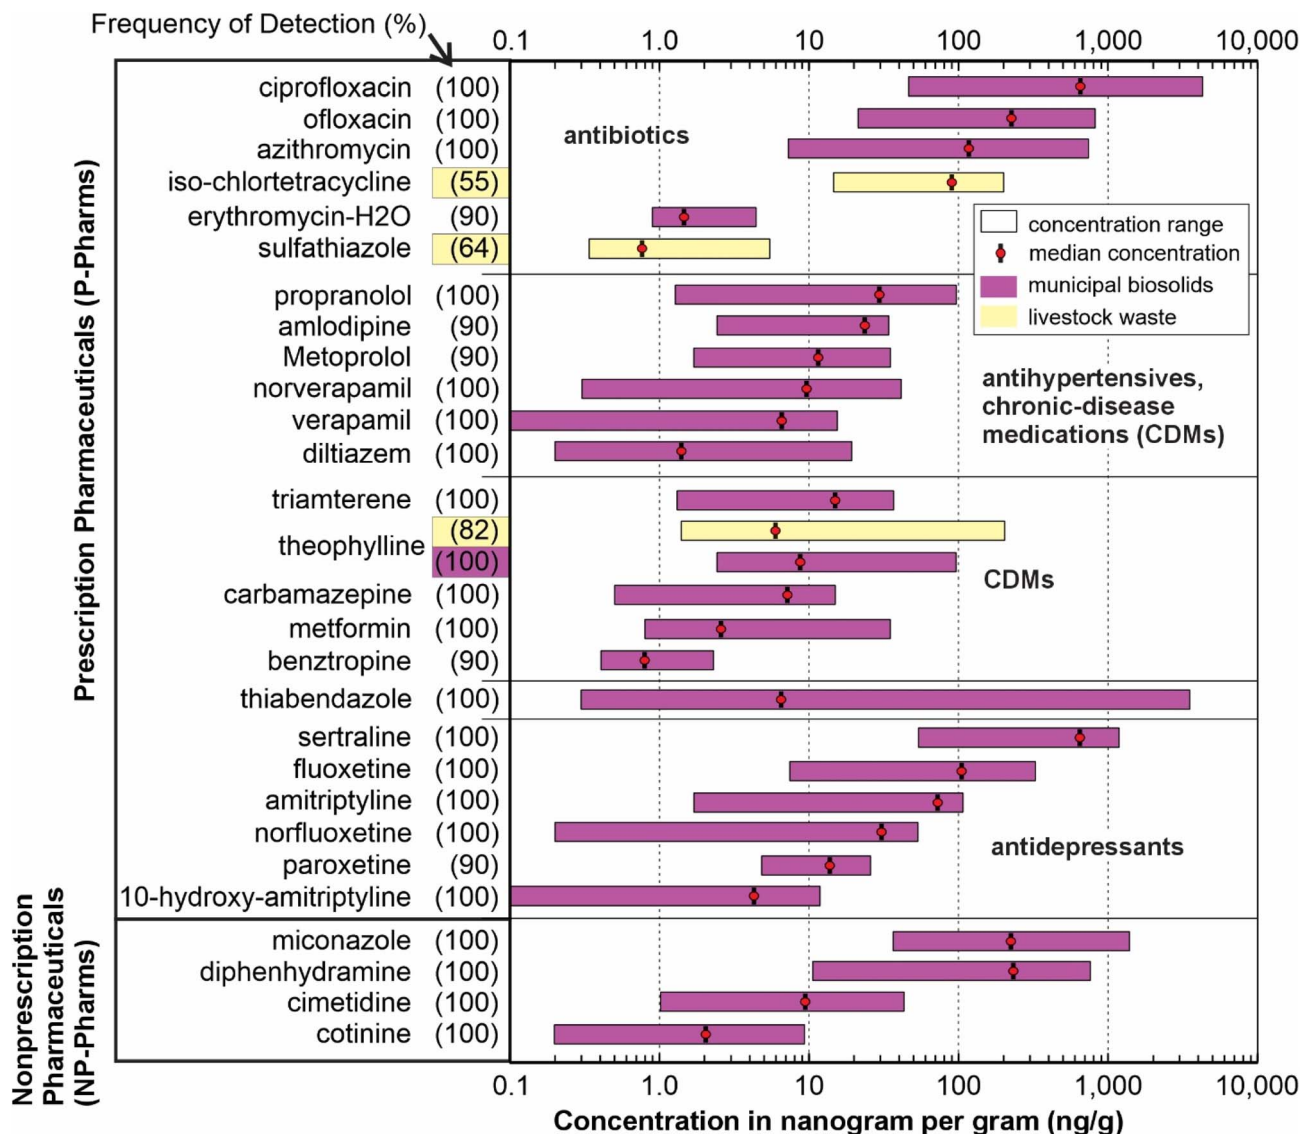 Frequency of Detection (%)
0.1 1.0 10 100 1,000 10,000
Prescription Pharmaceuticals (P-Pharms)
ciprofloxacin (100)
ofloxacin (100)
antibiotics
azithromycin (100)
iso-chlortetracycline (55)
erythromycin-H2O (90)
sulfathiazole (64)
concentration range
median concentration
municipal biosolids
livestock waste
propranolol (100)
amlodipine (90)
Metoprolol (90)
norverapamil (100)
verapamil (100)
diltiazem (100)
antihypertensives,
chronic-disease
medications (CDMs)
triamterene (100)
theophylline (82)
(100)
carbamazepine (100)
metformin (100)
benztropine (90)
CDMs
thiabendazole (100)
sertraline (100)
fluoxetine (100)
amitriptyline (100)
norfluoxetine (100)
paroxetine (90)
10-hydroxy-amitriptyline (100)
antidepressants
Nonprescription
Pharmaceuticals
(NP-Pharms)
miconazole (100)
diphenhydramine (100)
cimetidine (100)
cotinine (100)
0.1 1.0 10 100 1,000 10,000
Concentration in nanogram per gram (ng/g)